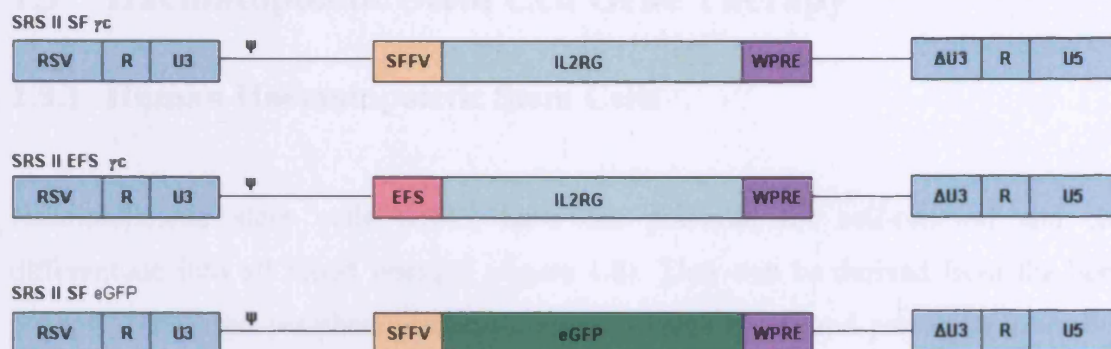 SRS II SF γc
RSV R U3 Ψ SFFV IL2RG WPRE ΔU3 R U5
SRS II EFS γc
RSV R U3 Ψ EFS IL2RG WPRE ΔU3 R U5
SRS II SF eGFP
RSV R U3 Ψ SFFV eGFP WPRE ΔU3 R U5